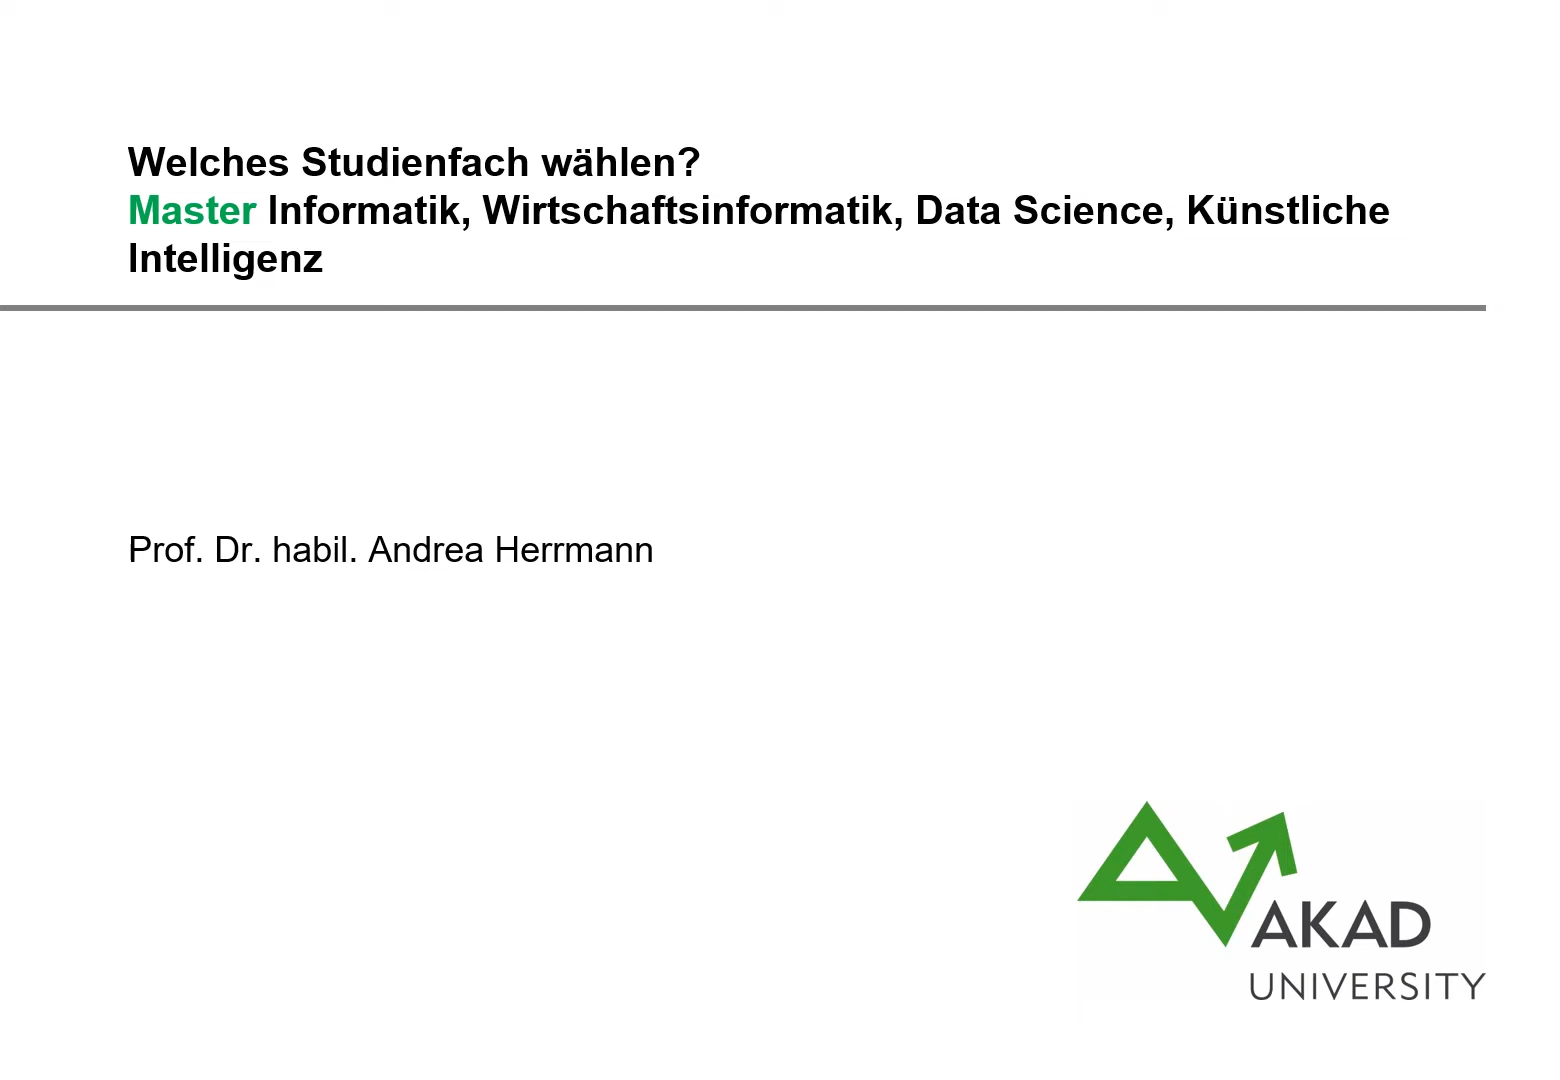 Welches Studienfach wählen?
Master Informatik, Wirtschaftsinformatik, Data Science, Künstliche
Intelligenz
Prof. Dr. habil. Andrea Herrmann
AKAD
UNIVERSITY